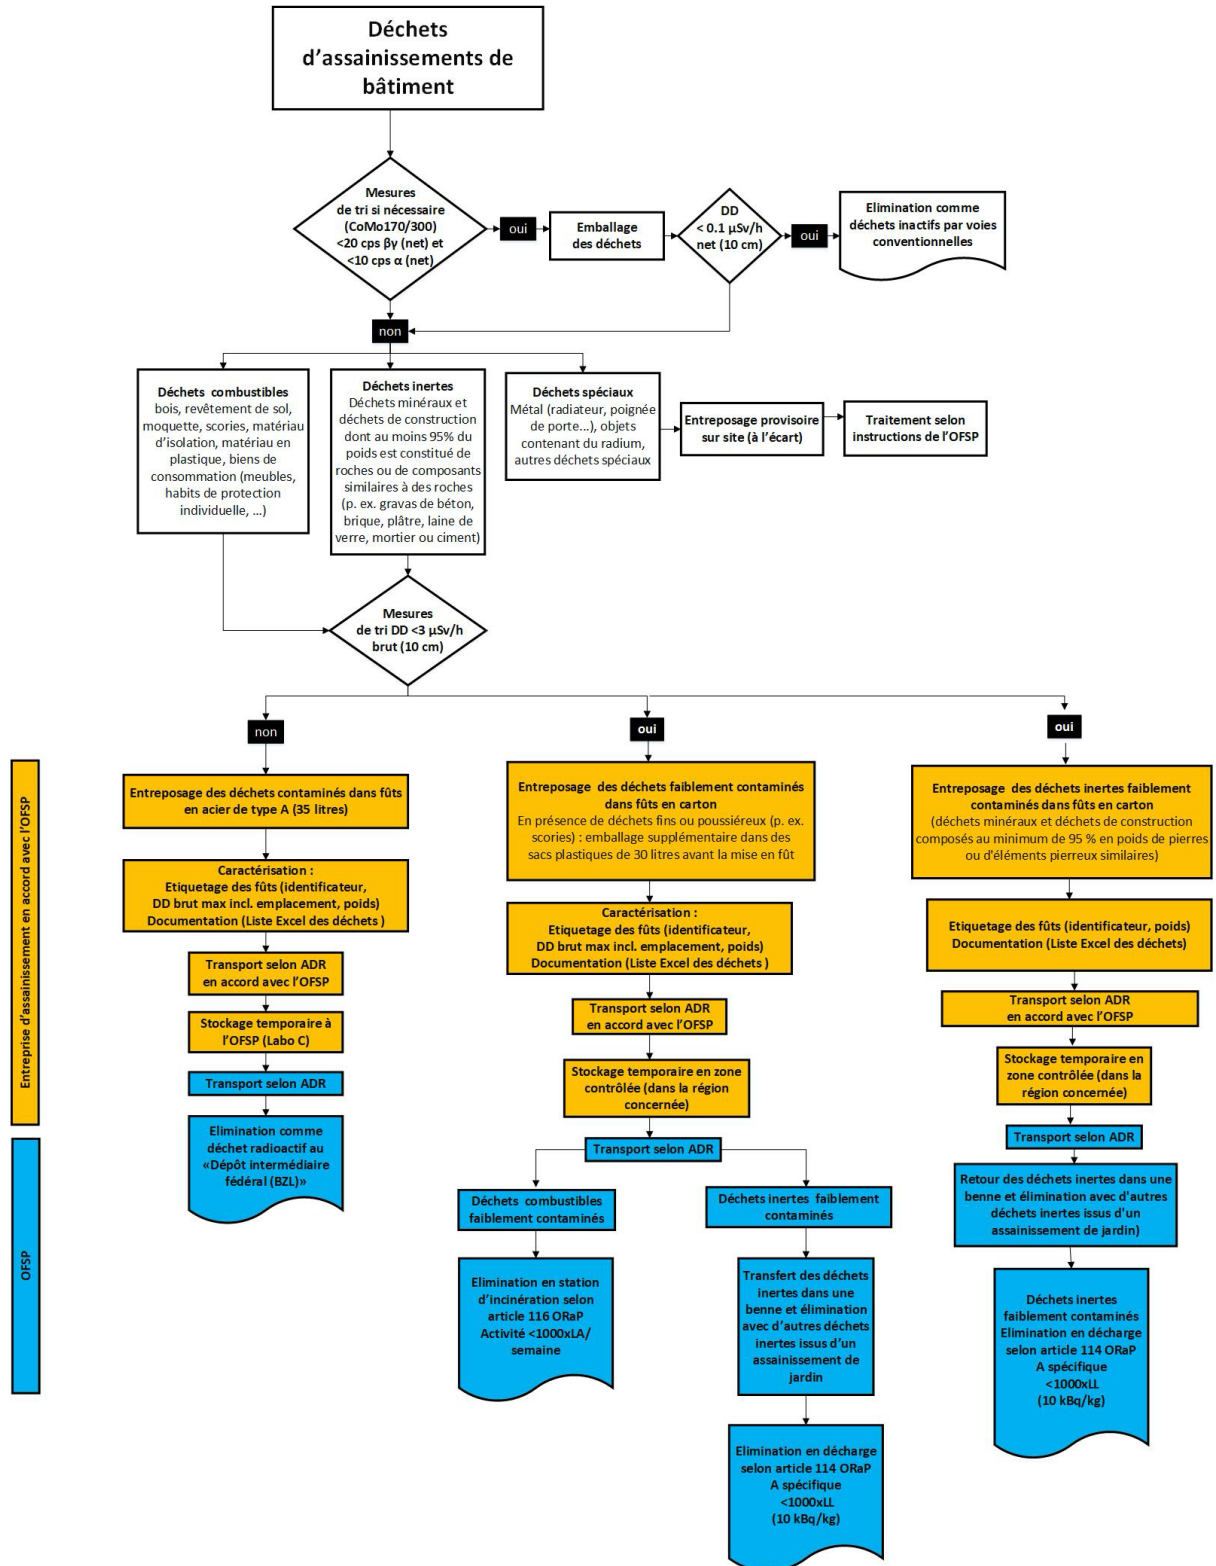 Déchets
d'assainissements de
bâtiment
Mesures
de tri si nécessaire
(CoMo170/300)
<20 cps βγ (net) et
<10 cps α (net)
oui
Emballage
des déchets
DD
< 0.1 µSv/h
net (10 cm)
oui
Elimination comme
déchets inactifs par voies
conventionnelles
non
Déchets combustibles
bois, revêtement de sol,
moquette, scories, matériau
d'isolation, matériau en
plastique, biens de
consommation (meubles,
habits de protection
individuelle, ...)
Déchets inertes
Déchets minéraux et
déchets de construction
dont au moins 95% du
poids est constitué de
roches ou de composants
similaires à des roches
(p. ex. gravas de béton,
brique, plâtre, laine de
verre, mortier ou ciment)
Déchets spéciaux
Métal (radiateur, poignée
de porte...), objets
contenant du radium,
autres déchets spéciaux
Entreposage provisoire
sur site (à l'écart)
Traitement selon
instructions de l'OFSP
Mesures
de tri DD <3 µSv/h
brut (10 cm)
non
oui
oui
Entreprise d'assainissement en accord avec l'OFSP
OFSP
Entreposage des déchets contaminés dans fûts
en acier de type A (35 litres)
Caractérisation :
Etiquetage des fûts (identificateur,
DD brut max incl. emplacement, poids)
Documentation (Liste Excel des déchets )
Transport selon ADR
en accord avec l'OFSP
Stockage temporaire à
l'OFSP (Labo C)
Transport selon ADR
Elimination comme
déchet radioactif au
«Dépôt intermédiaire
fédéral (BZL)»
Entreposage des déchets faiblement contaminés
dans fûts en carton
En présence de déchets fins ou poussiéreux (p. ex.
scories) : emballage supplémentaire dans des
sacs plastiques de 30 litres avant la mise en fût
Caractérisation :
Etiquetage des fûts (identificateur,
DD brut max incl. emplacement, poids)
Documentation (Liste Excel des déchets )
Transport selon ADR
en accord avec l'OFSP
Stockage temporaire en zone
contrôlée (dans la région
concernée)
Transport selon ADR
Déchets combustibles
faiblement contaminés
Elimination en station
d'incinération selon
article 116 ORaP
Activité <1000xLA/
semaine
Déchets inertes faiblement
contaminés
Transfert des déchets
inertes dans une
benne et élimination
avec d'autres déchets
inertes issus d'un
assainissement de
jardin
Elimination en décharge
selon article 114 ORaP
A spécifique
<1000xLL
(10 kBq/kg)
Entreposage des déchets inertes faiblement
contaminés dans fûts en carton
(déchets minéraux et déchets de construction
composés au minimum de 95 % en poids de pierres
ou d'éléments pierreux similaires)
Etiquetage des fûts (identificateur, poids)
Documentation (Liste Excel des déchets)
Transport selon ADR
en accord avec l'OFSP
Stockage temporaire en
zone contrôlée (dans la
région concernée)
Transport selon ADR
Retour des déchets inertes dans une
benne et élimination avec d'autres
déchets inertes issus d'un
assainissement de jardin)
Déchets inertes
faiblement contaminés
Elimination en décharge
selon article 114 ORaP
A spécifique
<1000xLL
(10 kBq/kg)